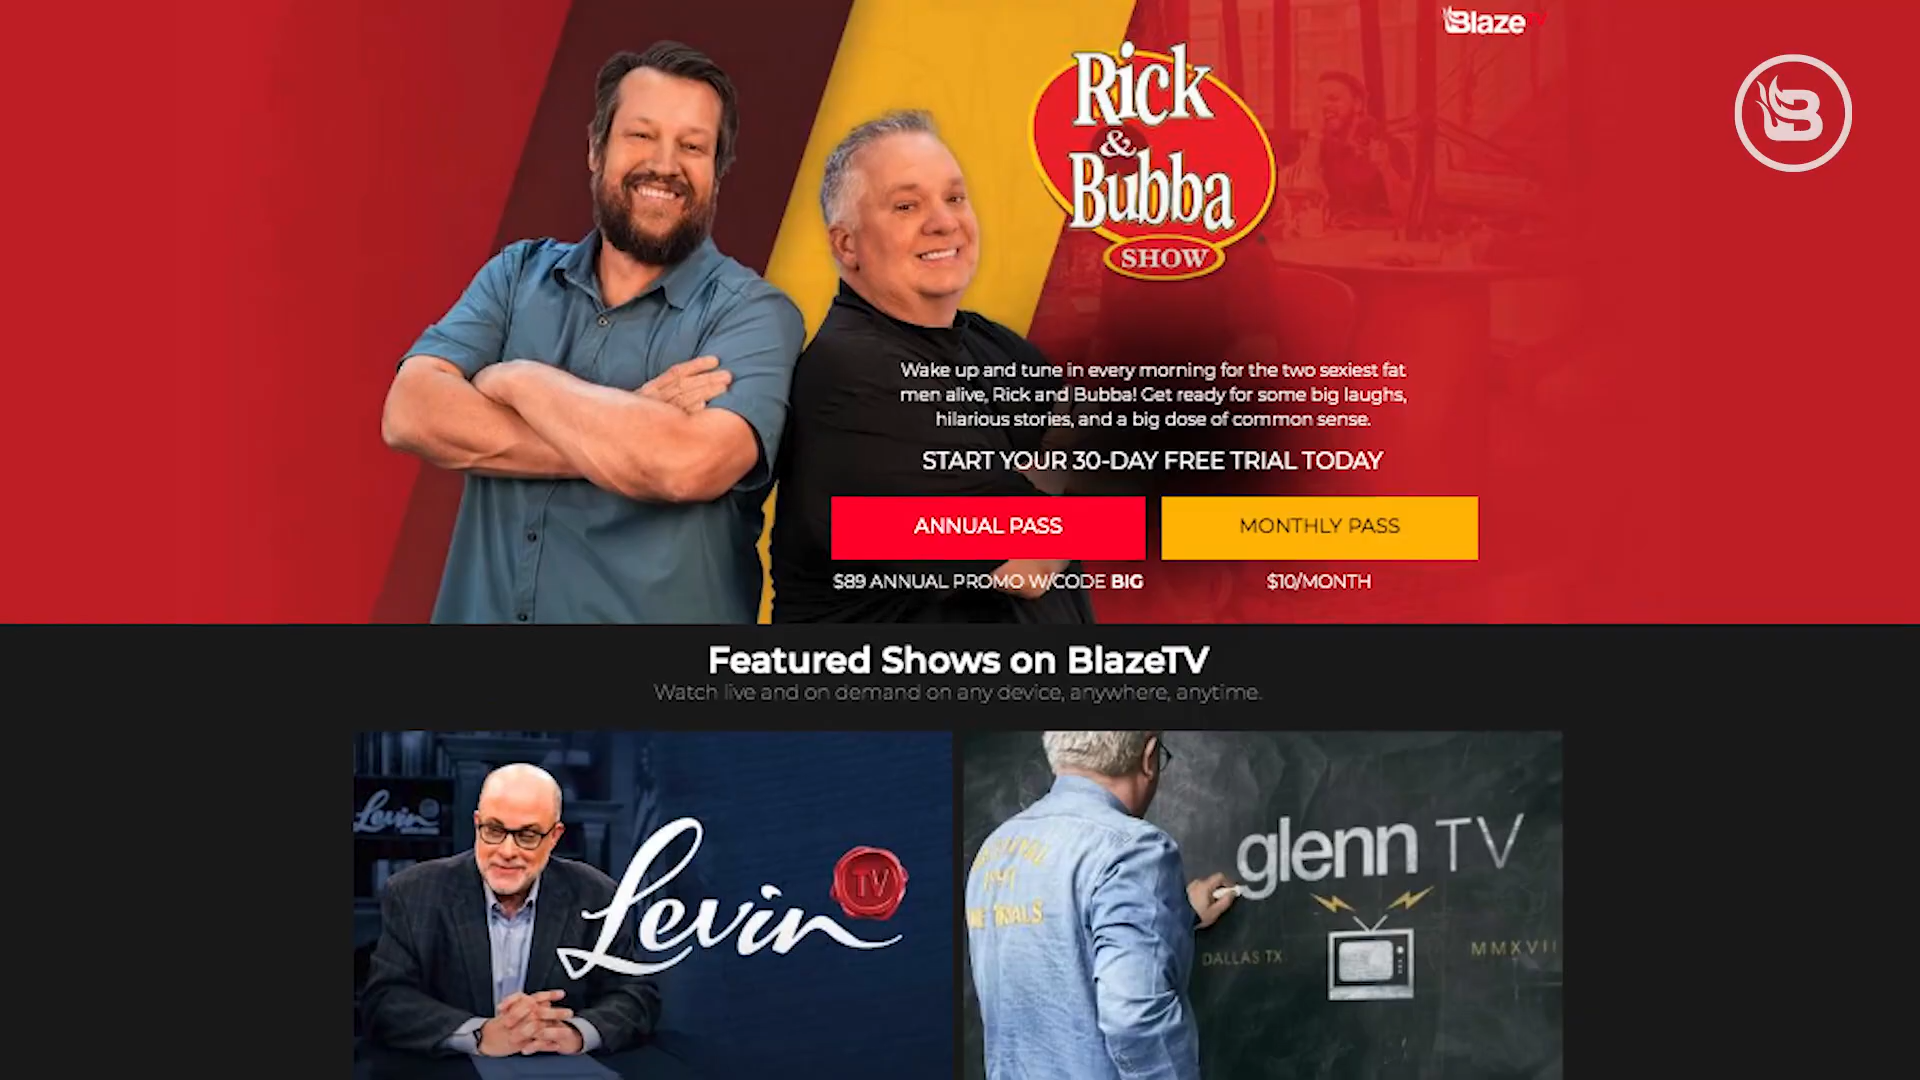 BlazeTV
B
Rick
&
Bubba
SHOW
Wake up and tune in every morning for the two sexiest fat
men alive, Rick and Bubba! Get ready for some big laughs,
hilarious stories, and a big dose of common sense.
START YOUR 30-DAY FREE TRIAL TODAY
ANNUAL PASS
MONTHLY PASS
$89 ANNUAL PROMO W/CODE BIG
$10/MONTH
Featured Shows on BlazeTV
Watch live and on demand on any device, anywhere, anytime.
Levin
Levin
TV
glenn TV
TRIALS
DALLAS TX
MMXVII